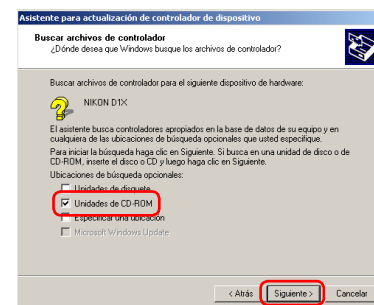 Asistente para actualización de controlador de dispositivo
Buscar archivos de controlador
¿Dónde desea que Windows busque los archivos de controlador?
Buscar archivos de controlador para el siguiente dispositivo de hardware:
NIKON D1X
El asistente busca controladores apropiados en la base de datos de su equipo y en
cualquiera de las ubicaciones de búsqueda opcionales que usted especifique.
Para iniciar la búsqueda haga clic en Siguiente. Si busca en una unidad de disco o de
CD-ROM, inserte el disco o CD y luego haga clic en Siguiente.
Ubicaciones de búsqueda opcionales:
Unidades de disquete
Unidades de CD-ROM
Especificar una ubicación
Microsoft Windows Update
< Atrás Siguiente > Cancelar